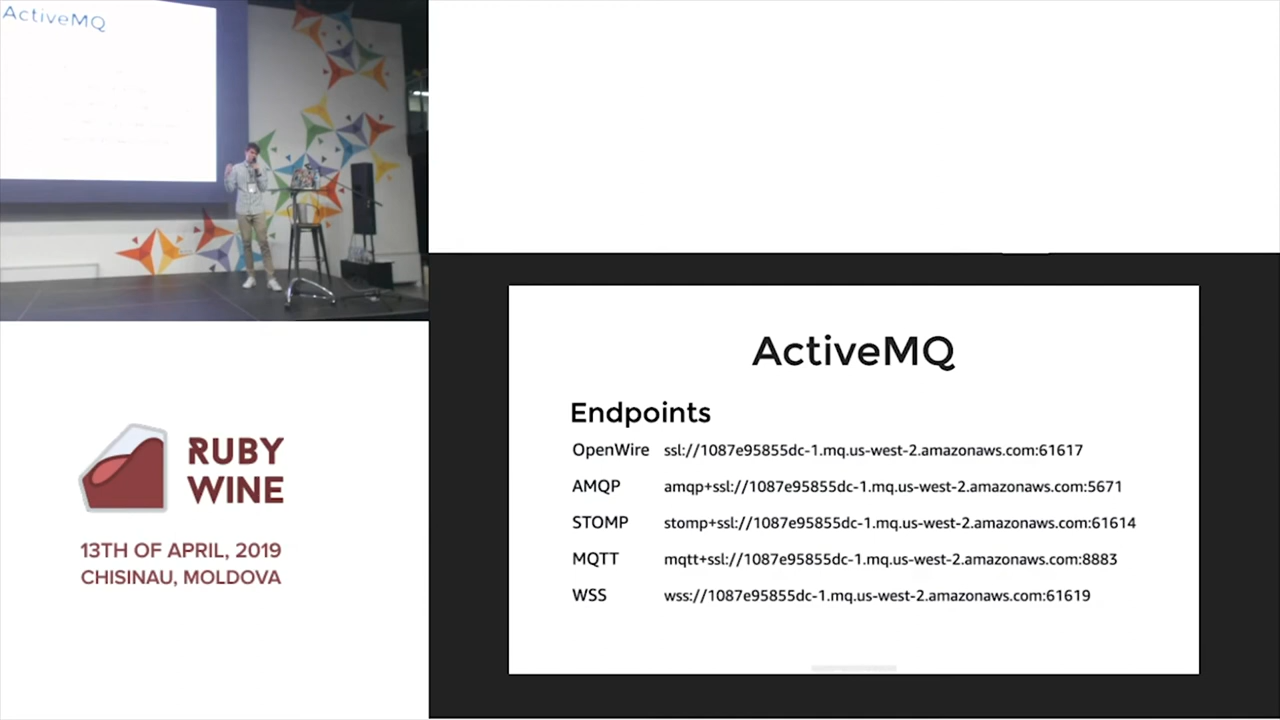 ActiveMQ
RUBY
WINE
13TH OF APRIL, 2019
CHISINAU, MOLDOVA
ActiveMQ
Endpoints
OpenWire ssl://1087e95855dc-1.mq.us-west-2.amazonaws.com:61617
AMQP amqp+ssl://1087e95855dc-1.mq.us-west-2.amazonaws.com:5671
STOMP stomp+ssl://1087e95855dc-1.mq.us-west-2.amazonaws.com:61614
MQTT mqtt+ssl://1087e95855dc-1.mq.us-west-2.amazonaws.com:8883
WSS wss://1087e95855dc-1.mq.us-west-2.amazonaws.com:61619